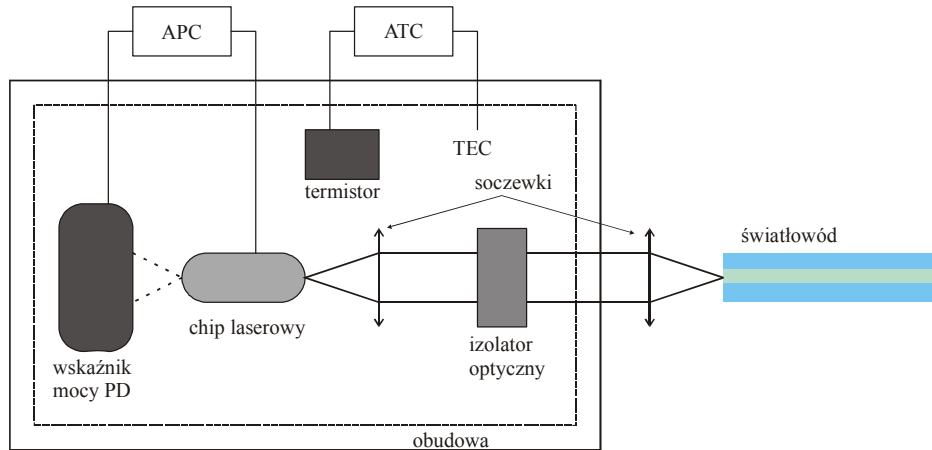 APC
ATC
TEC
termistor
soczewki
światłowód
chip laserowy
izolator
optyczny
wskaźnik
mocy PD
obudowa